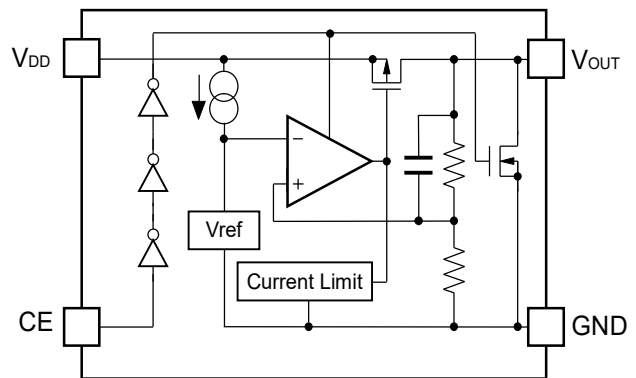 VDD
VOUT
−
+
Vref
Current Limit
CE
GND